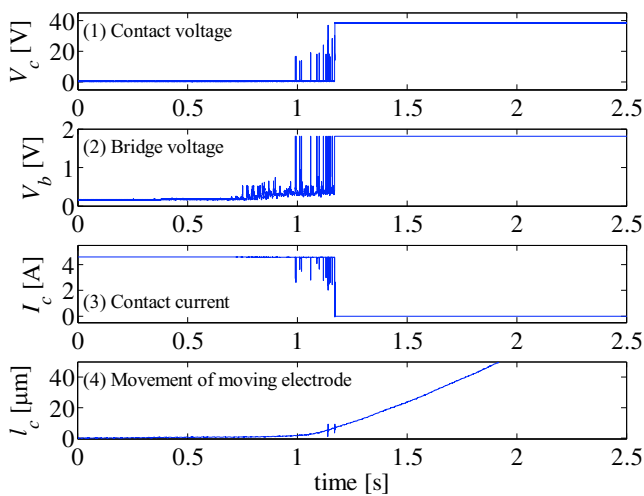 V_c [V]
40
20
0
(1) Contact voltage
0 0.5 1 1.5 2 2.5
V_b [V]
2
1
0
(2) Bridge voltage
0 0.5 1 1.5 2 2.5
I_c [A]
4
2
0
(3) Contact current
0 0.5 1 1.5 2 2.5
l_c [μm]
40
20
0
(4) Movement of moving electrode
0 0.5 1 1.5 2 2.5
time [s]